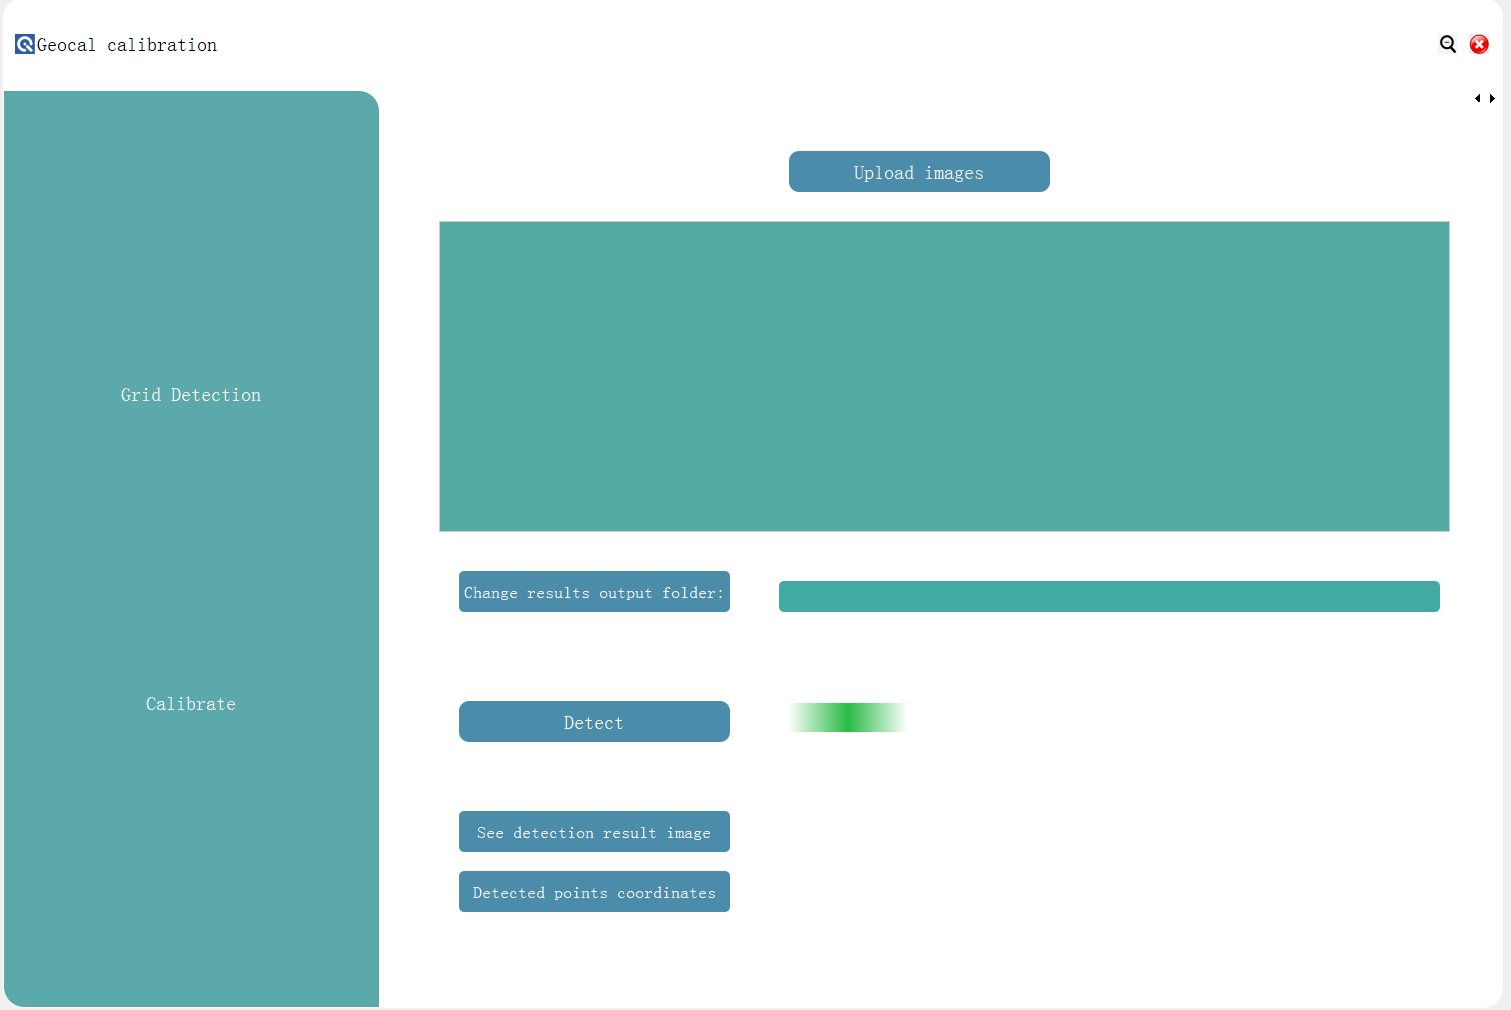 Geocal calibration
Upload images
Grid Detection
Change results output folder:
Calibrate
Detect
See detection result image
Detected points coordinates